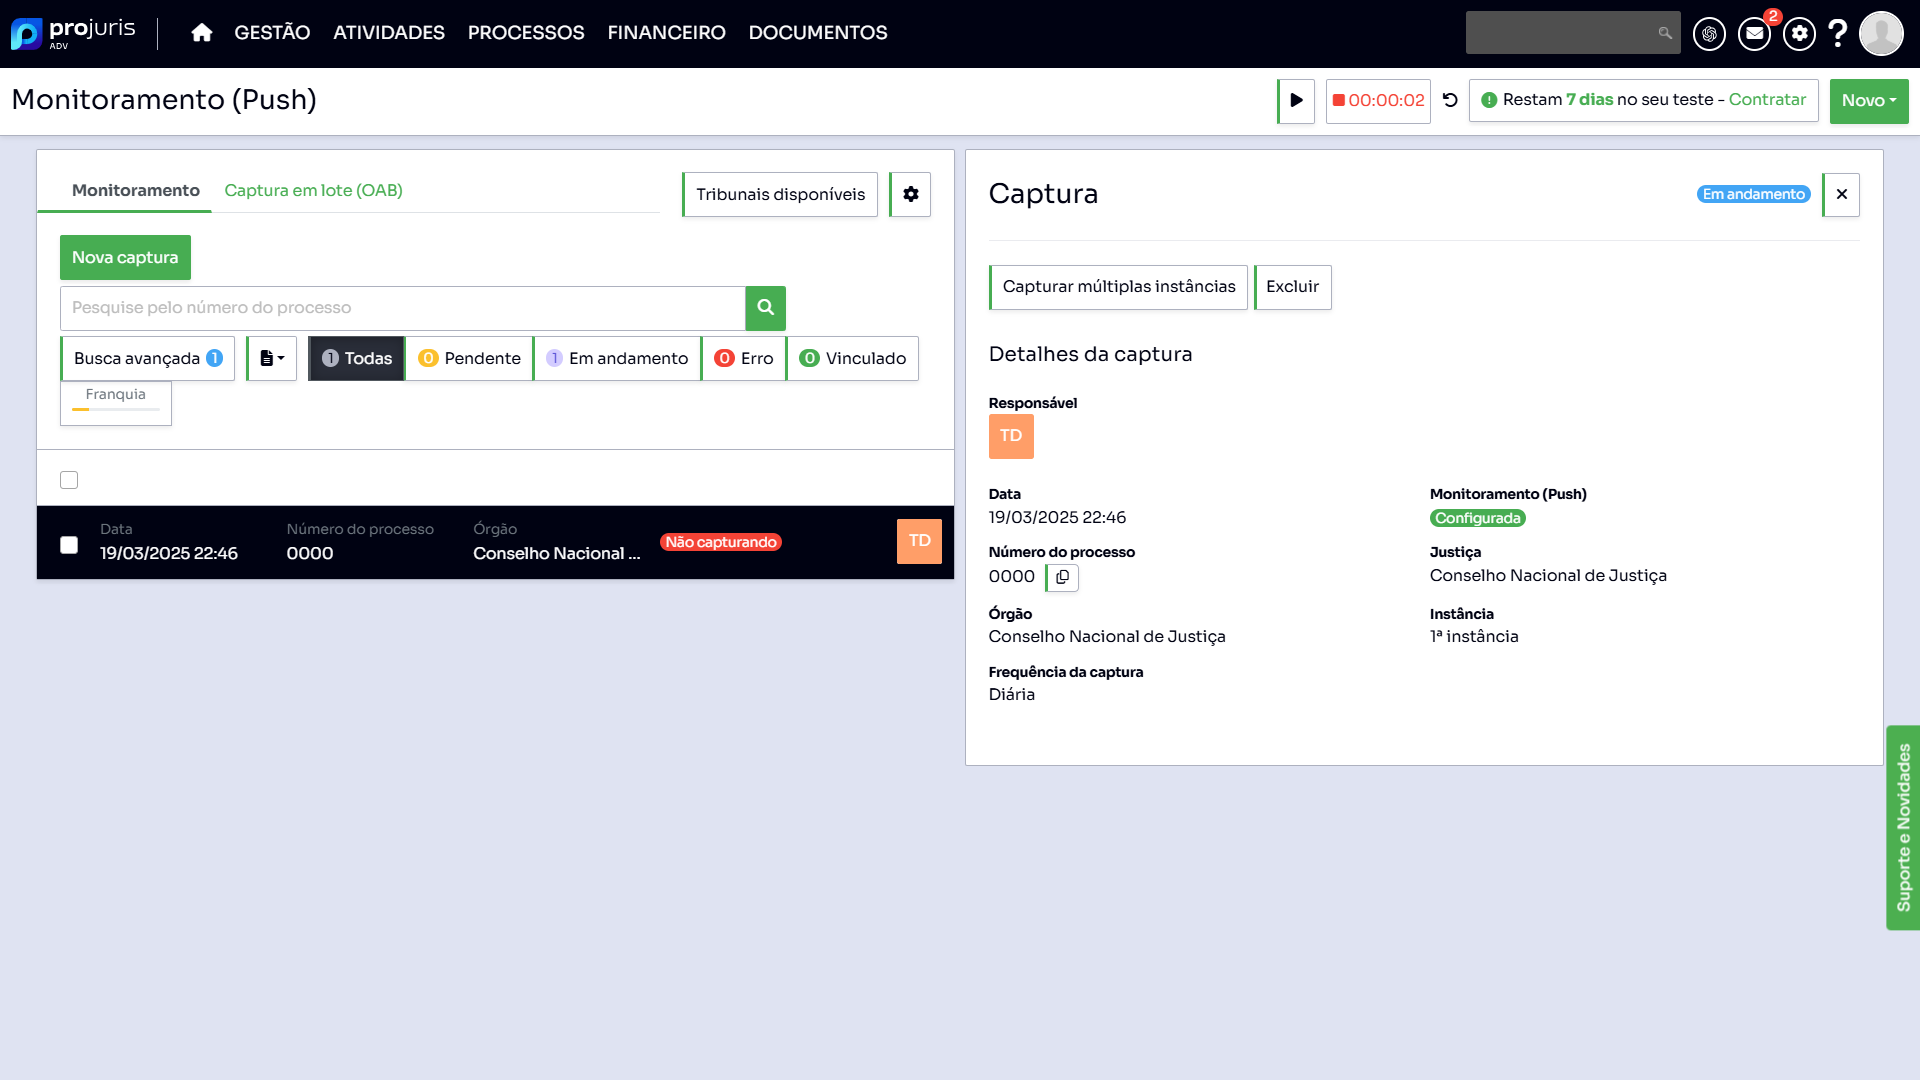 projuris
ADV
GESTÃO ATIVIDADES PROCESSOS FINANCEIRO DOCUMENTOS
2
Monitoramento (Push)
00:00:02
Restam 7 dias no seu teste - Contratar
Novo
Monitoramento Captura em lote (OAB)
Tribunais disponíveis
Nova captura
Pesquise pelo número do processo
Busca avançada 1
1 Todas 0 Pendente 1 Em andamento 0 Erro 0 Vinculado
Franquia
Data Número do processo Órgão
19/03/2025 22:46 0000 Conselho Nacional ... Não capturando TD
Captura
Em andamento
Capturar múltiplas instâncias Excluir
Detalhes da captura
Responsável
TD
Data
19/03/2025 22:46
Monitoramento (Push)
Configurada
Número do processo
0000
Justiça
Conselho Nacional de Justiça
Órgão
Conselho Nacional de Justiça
Instância
1ª instância
Frequência da captura
Diária
Suporte e Novidades